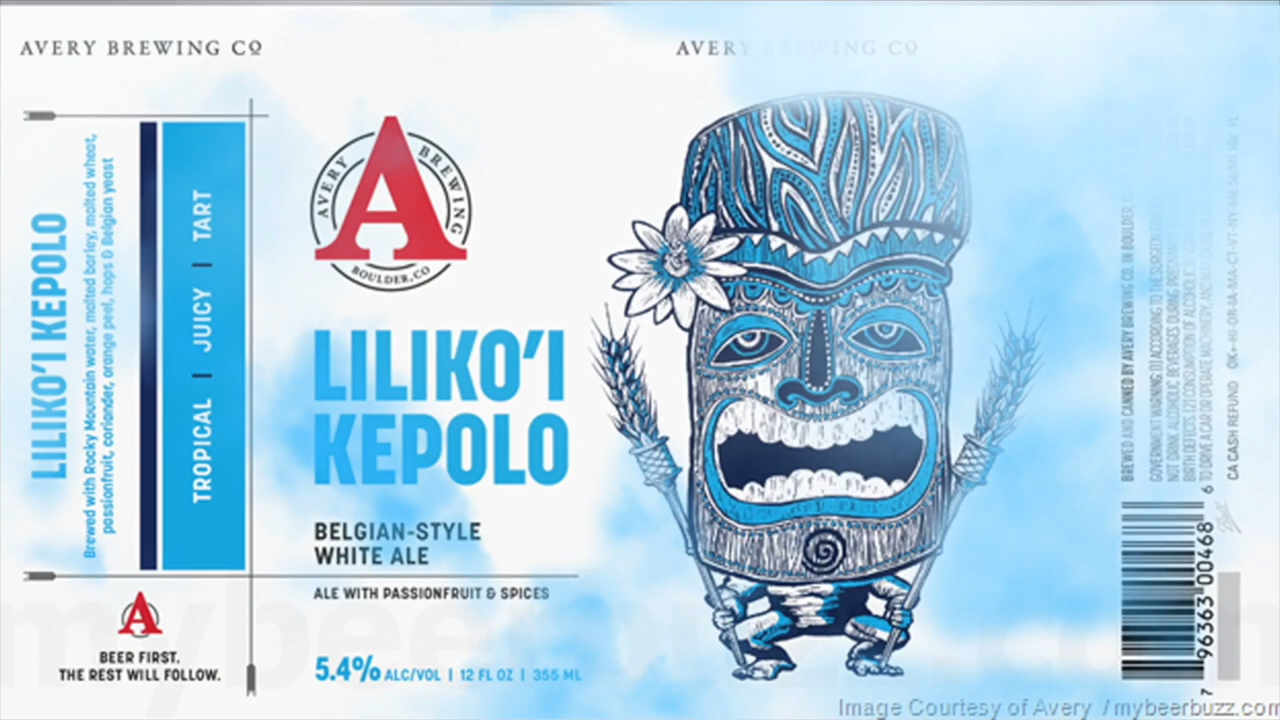 AVERY BREWING CO
AVERY BREWING CO
LILIKO'I KEPOLO
Brewed with Rocky Mountain water, malted barley, malted wheat,
passionfruit, coriander, orange peel, hops & Belgian yeast
TROPICAL | JUICY | TART
BEER FIRST.
THE REST WILL FOLLOW.
AVERY BREWING
A
BOULDER, CO
LILIKO'I
KEPOLO
BELGIAN-STYLE
WHITE ALE
ALE WITH PASSIONFRUIT & SPICES
5.4% ALC/VOL | 12 FL OZ | 355 ML
BREWED AND CANNED BY AVERY BREWING CO. IN BOULDER,
GOVERNMENT WARNING: (1) ACCORDING TO THE SURGEON
NOT DRINK ALCOHOLIC BEVERAGES DURING
BIRTH DEFECTS. (2) CONSUMPTION OF ALCOHOLIC
TO DRIVE A CAR OR OPERATE MACHINERY, AND MAY CAUSE
CA CASH REFUND
7 96363 00468 6
Image Courtesy of Avery / mybeerbuzz.com